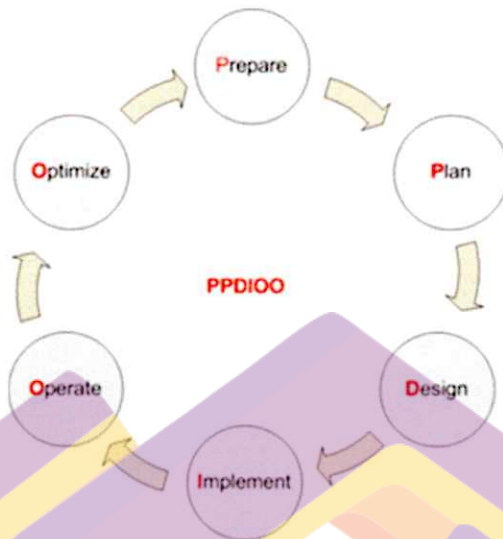 Prepare
Plan
Design
Implement
Operate
Optimize
PPDIOO